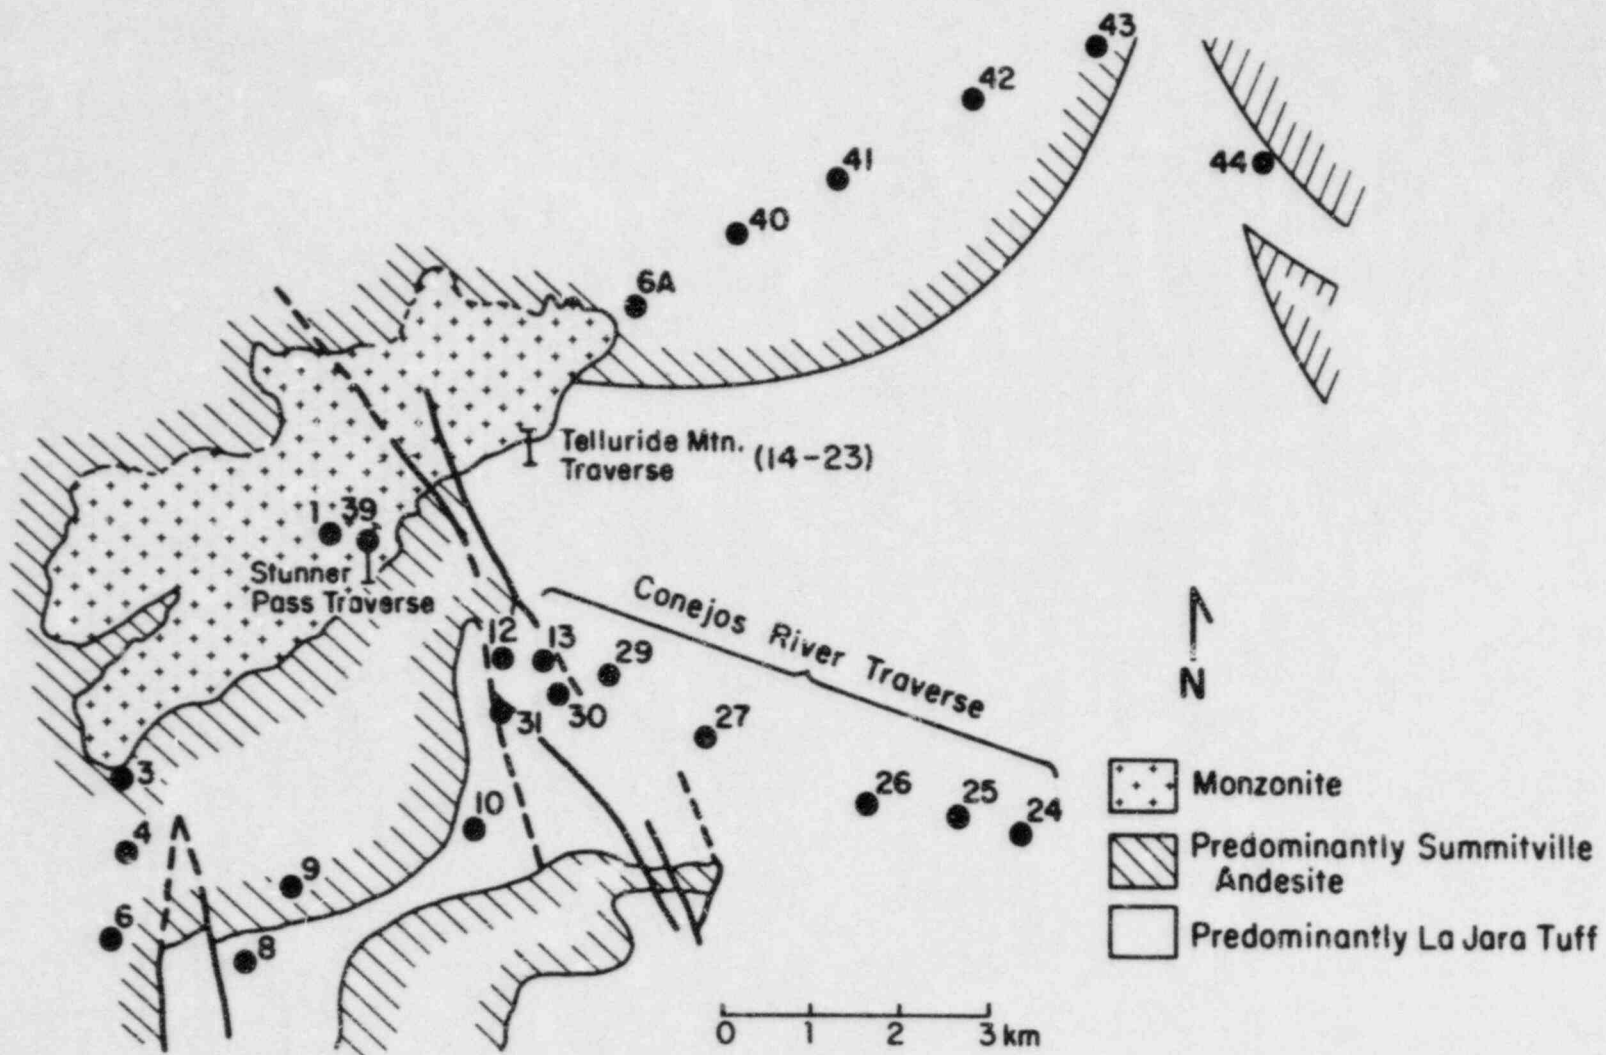 43
42
44
41
40
6A
Telluride Mtn.
Traverse
(14-23)
1
39
Stunner
Pass Traverse
Conejos River Traverse
12
13
29
30
31
27
N
3
26
25
24
10
4
9
6
8
Monzonite
Predominantly Summitville
Andesite
Predominantly La Jara Tuff
0 1 2 3 km